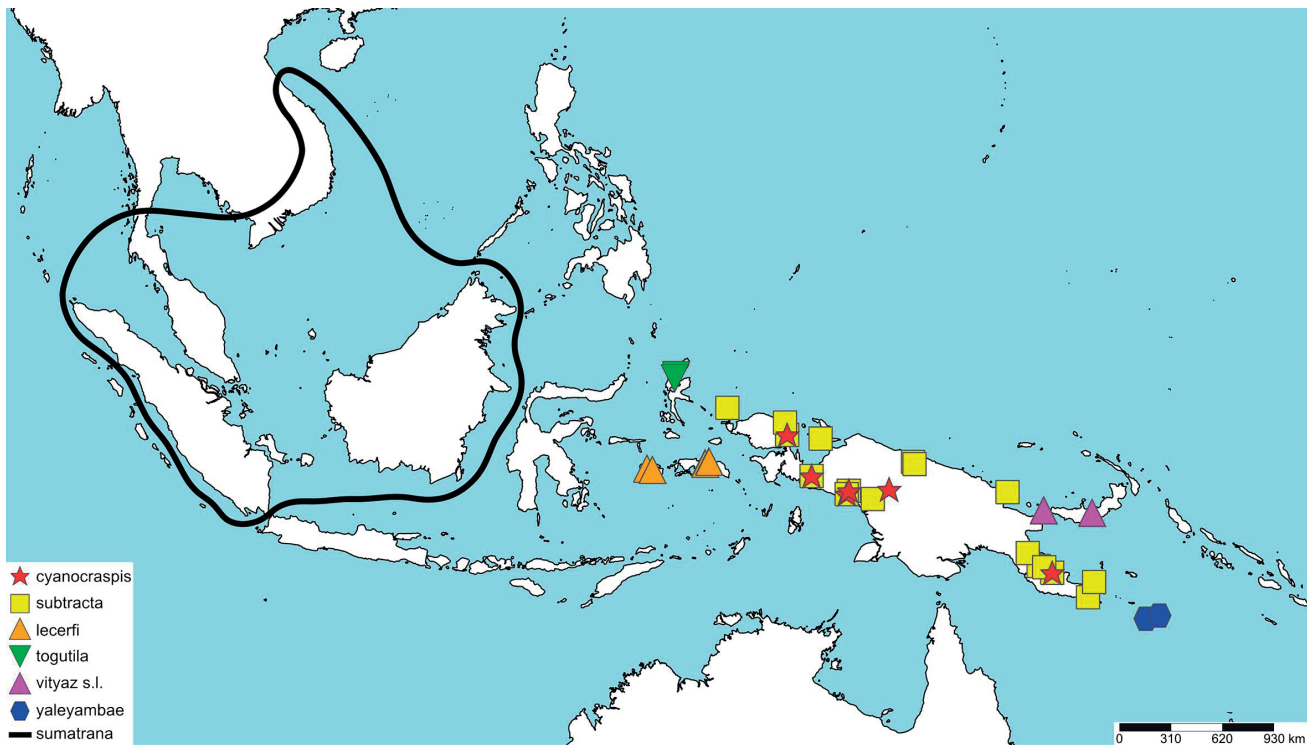 cyanocraspis
subtracta
lecerfi
togutila
vityaz s.l.
yaleyambae
sumatrana
0 310 620 930 km